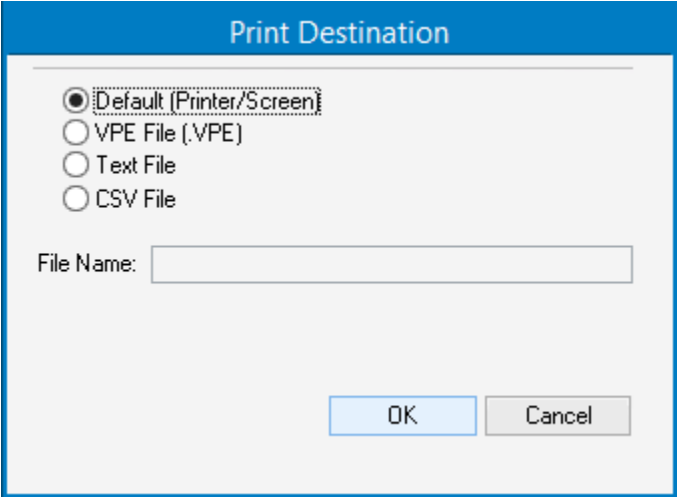 Print Destination
Default (Printer/Screen)
VPE File (.VPE)
Text File
CSV File
File Name:
OK Cancel